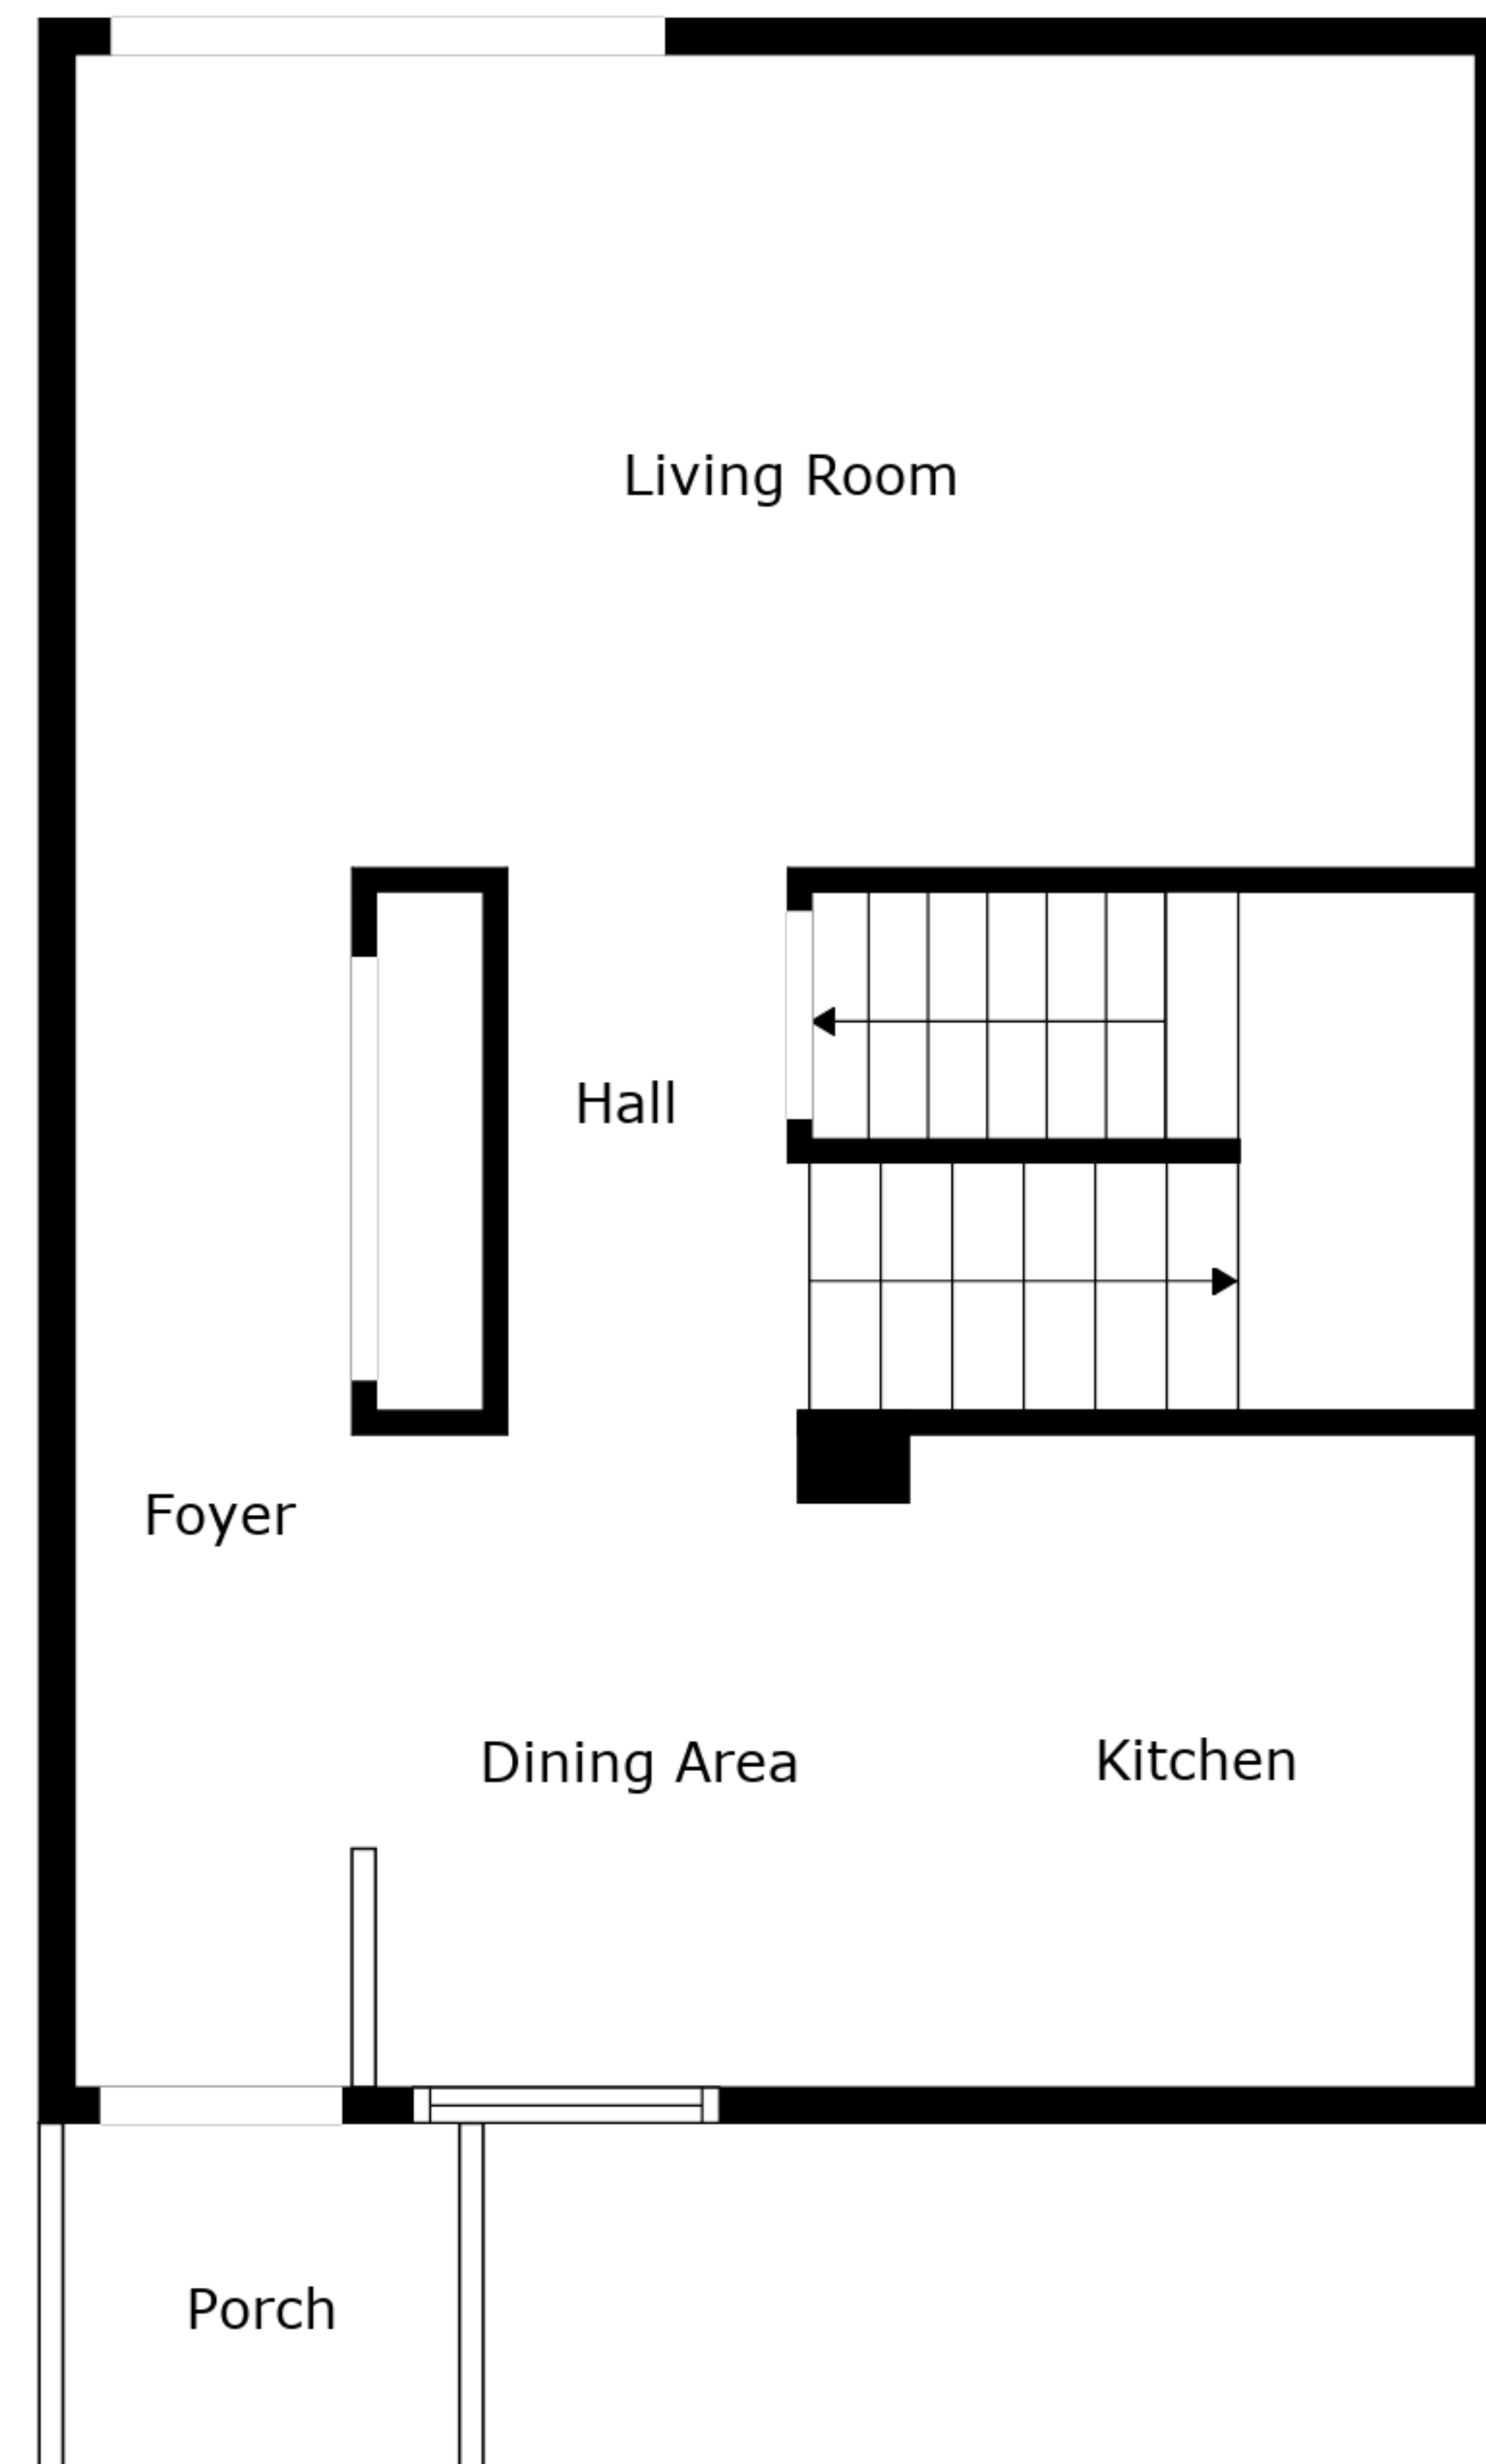 Living Room
Hall
Foyer
Dining Area
Kitchen
Porch